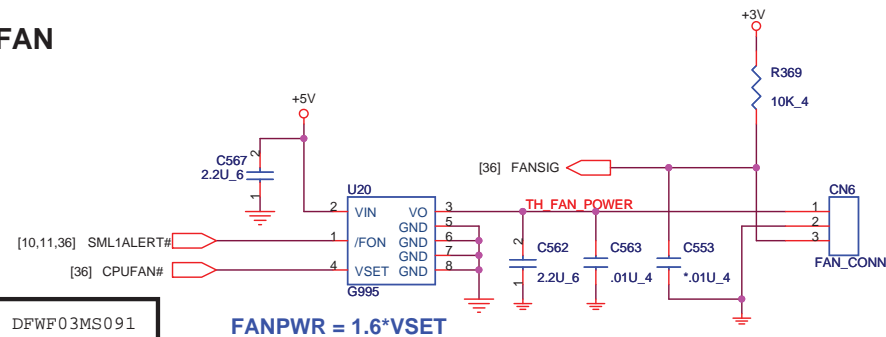 FAN
+3V
R369
10K_4
+5V
C567
2.2U_6
2
1
[36] FANSIG
CN6
1
2
3
FAN_CONN
U20
2 VIN VO 3
GND 5
1 /FON GND 6
GND 7
4 VSET GND 8
G995
TH_FAN_POWER
[10,11,36] SML1ALERT#
[36] CPUFAN#
2
1
C562
2.2U_6
C563
.01U_4
C553
*.01U_4
DFWF03MS091
FANPWR = 1.6*VSET